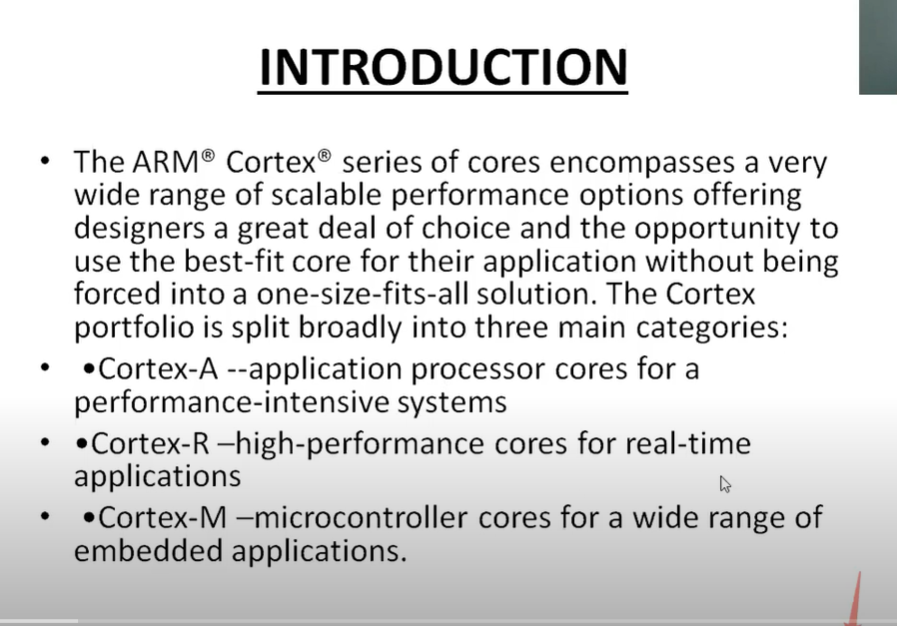 INTRODUCTION
• The ARM® Cortex® series of cores encompasses a very
wide range of scalable performance options offering
designers a great deal of choice and the opportunity to
use the best-fit core for their application without being
forced into a one-size-fits-all solution. The Cortex
portfolio is split broadly into three main categories:
• •Cortex-A --application processor cores for a
performance-intensive systems
• •Cortex-R –high-performance cores for real-time
applications
• •Cortex-M –microcontroller cores for a wide range of
embedded applications.